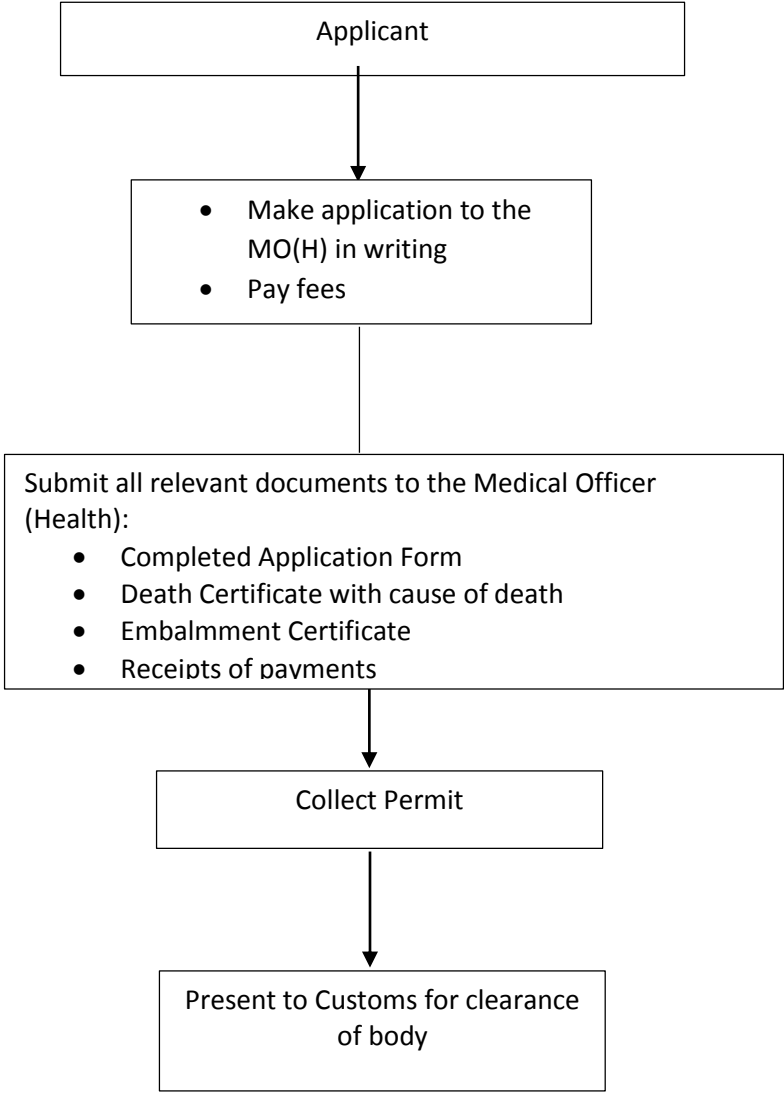 Applicant
• Make application to the
MO(H) in writing
• Pay fees
Submit all relevant documents to the Medical Officer
(Health):
• Completed Application Form
• Death Certificate with cause of death
• Embalmment Certificate
• Receipts of payments
Collect Permit
Present to Customs for clearance
of body